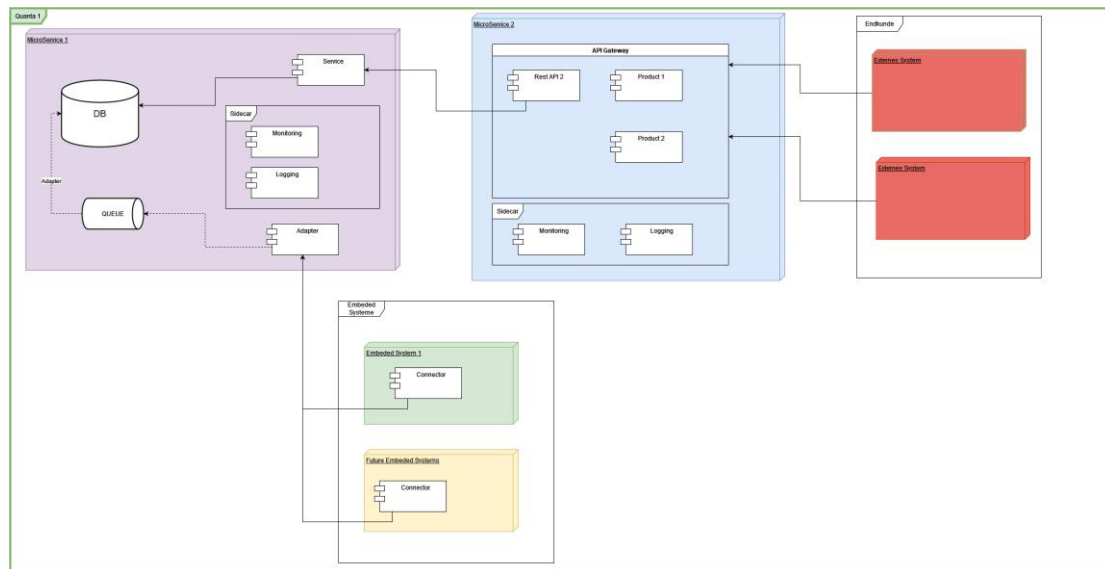 Quanta 1
MicroService 1
Service
DB
Sidecar
Monitoring
Logging
Adapter
QUEUE
Adapter
MicroService 2
API Gateway
Rest API 2
Product 1
Product 2
Sidecar
Monitoring
Logging
Endkunde
Externes System
Externes System
Embeded
Systeme
Embeded System 1
Connector
Future Embeded Systems
Connector